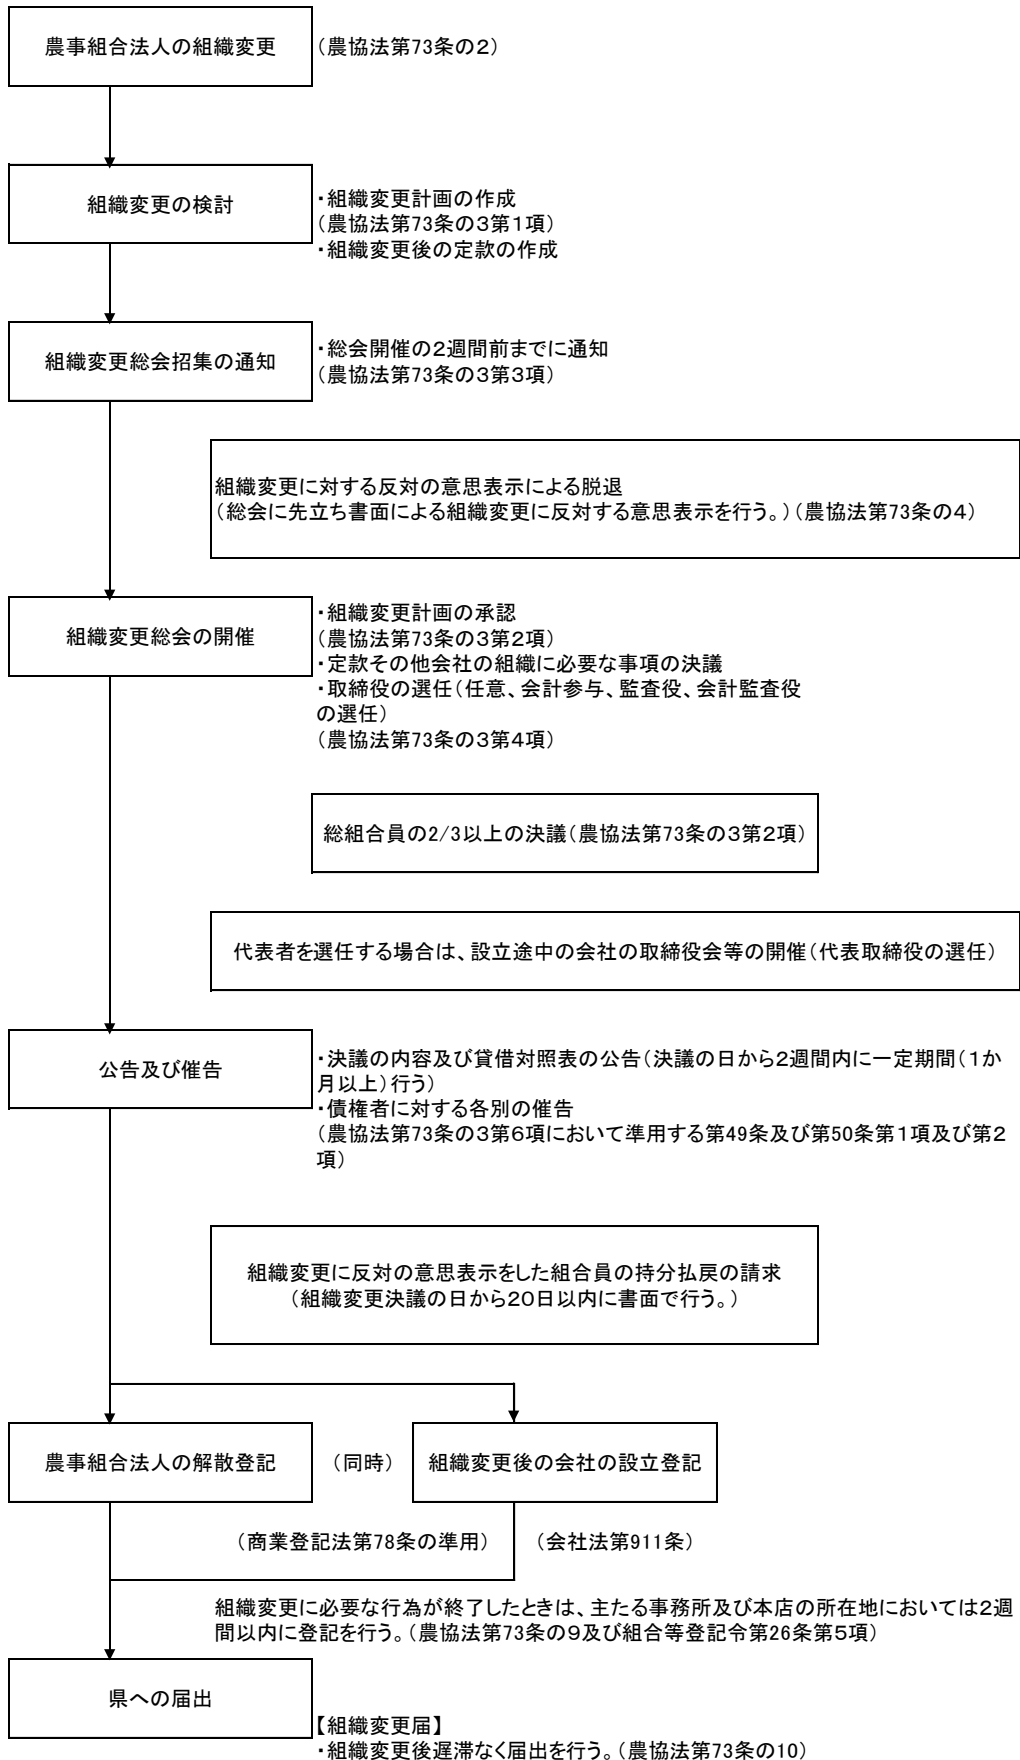 農事組合法人の組織変更
（農協法第73条の２）
組織変更の検討
・組織変更計画の作成
（農協法第73条の３第１項）
・組織変更後の定款の作成
組織変更総会招集の通知
・総会開催の２週間前までに通知
（農協法第73条の３第３項）
組織変更に対する反対の意思表示による脱退
（総会に先立ち書面による組織変更に反対する意思表示を行う。）（農協法第73条の４）
組織変更総会の開催
・組織変更計画の承認
（農協法第73条の３第２項）
・定款その他会社の組織に必要な事項の決議
・取締役の選任（任意、会計参与、監査役、会計監査役
の選任）
（農協法第73条の３第４項）
総組合員の2/3以上の決議（農協法第73条の３第２項）
代表者を選任する場合は、設立途中の会社の取締役会等の開催（代表取締役の選任）
公告及び催告
・決議の内容及び貸借対照表の公告（決議の日から２週間内に一定期間（１か
月以上）行う）
・債権者に対する各別の催告
（農協法第73条の３第６項において準用する第49条及び第50条第１項及び第２
項）
組織変更に反対の意思表示をした組合員の持分払戻の請求
（組織変更決議の日から２０日以内に書面で行う。）
農事組合法人の解散登記
（同時）
組織変更後の会社の設立登記
（商業登記法第78条の準用）
（会社法第911条）
組織変更に必要な行為が終了したときは、主たる事務所及び本店の所在地においては２週
間以内に登記を行う。（農協法第73条の９及び組合等登記令第26条第５項）
県への届出
【組織変更届】
・組織変更後遅滞なく届出を行う。（農協法第73条の10）